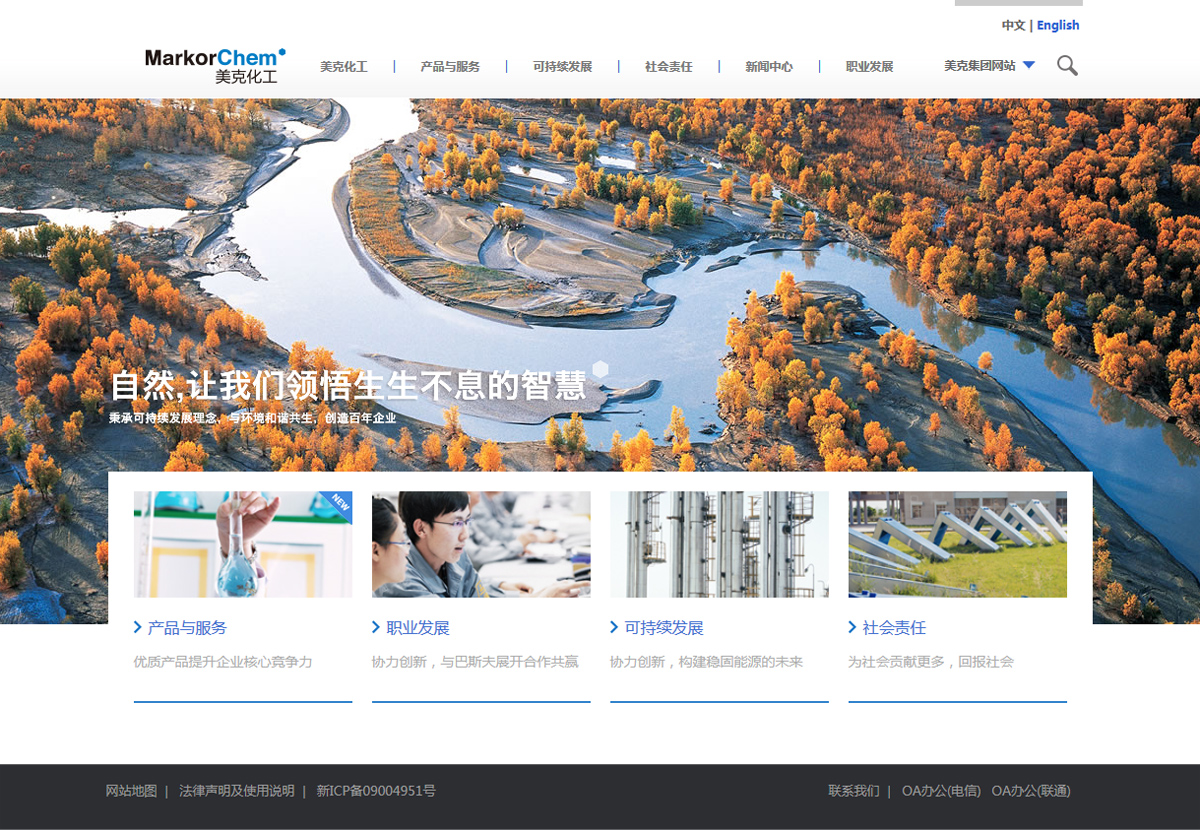 中文 | English
MarkorChem
美克化工
美克化工 | 产品与服务 | 可持续发展 | 社会责任 | 新闻中心 | 职业发展
美克集团网站
自然,让我们领悟生生不息的智慧
秉承可持续发展理念、与环境和谐共生，创造百年企业
NEW
产品与服务
优质产品提升企业核心竞争力
职业发展
协力创新，与巴斯夫展开合作共赢
可持续发展
协力创新，构建稳固能源的未来
社会责任
为社会贡献更多，回报社会
网站地图 | 法律声明及使用说明 | 新ICP备09004951号
联系我们 | OA办公(电信) OA办公(联通)